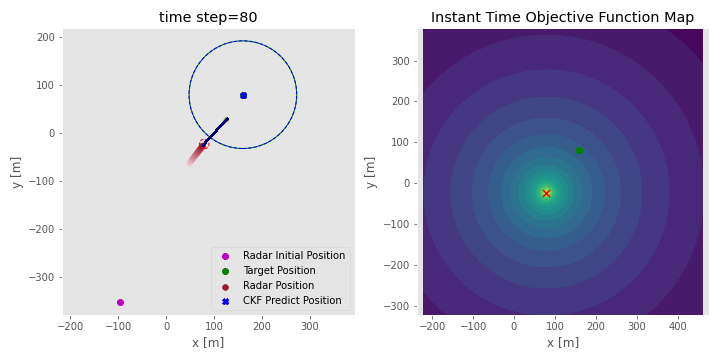 time step=80
200
100
0
−100
−200
−300
y [m]
−200
−100
0
100
200
300
x [m]
Radar Initial Position
Target Position
Radar Position
CKF Predict Position
Instant Time Objective Function Map
300
200
100
0
−100
−200
−300
y [m]
−200
−100
0
100
200
300
400
x [m]